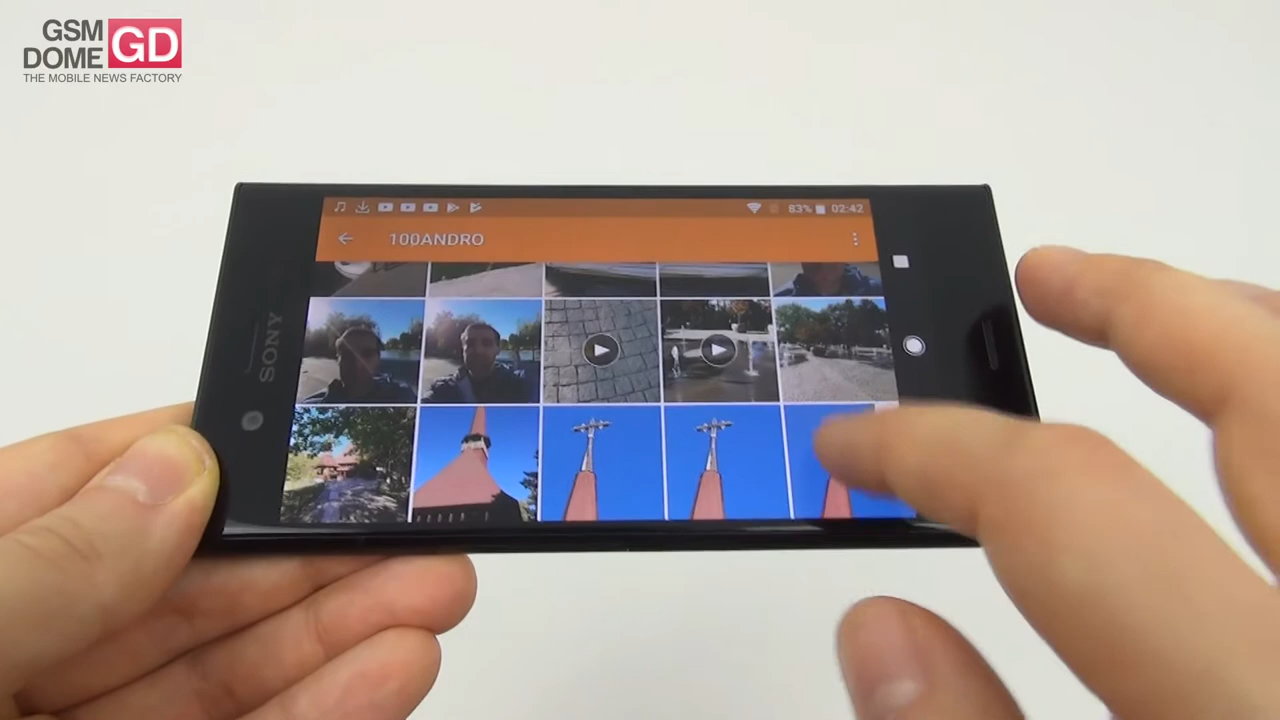 GSM
DOME GD
THE MOBILE NEWS FACTORY
83% 02:42
100ANDRO
SONY